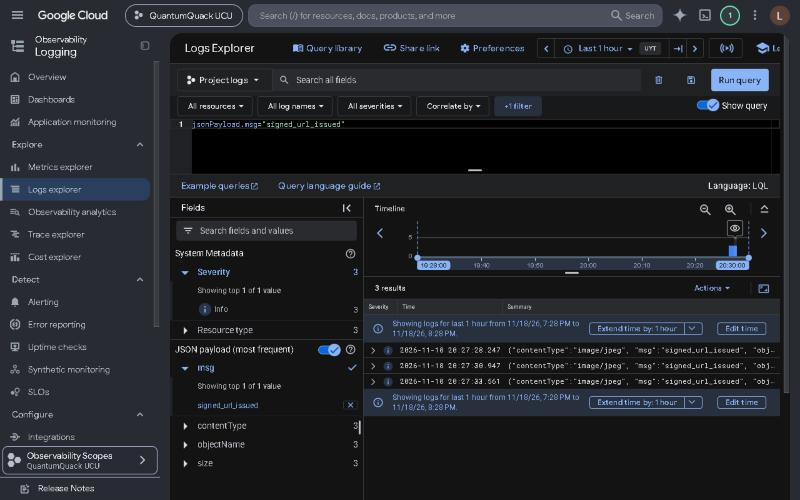 Google Cloud
QuantumQuack UCU
Search (/) for resources, docs, products, and more
Search
1
L
Observability
Logging
Overview
Dashboards
Application monitoring
Explore
Metrics explorer
Logs explorer
Observability analytics
Trace explorer
Cost explorer
Detect
Alerting
Error reporting
Uptime checks
Synthetic monitoring
SLOs
Configure
Integrations
Observability Scopes
QuantumQuack UCU
Release Notes
Logs Explorer
Query library
Share link
Preferences
Last 1 hour
UYT
Le
Project logs
Search all fields
Run query
All resources
All log names
All severities
Correlate by
+1 filter
Show query
1
jsonPayload.msg="signed_url_issued"
Example queries
Query language guide
Language: LQL
Fields
Search fields and values
System Metadata
Severity 3
Showing top 1 of 1 value
Info 3
Resource type 3
JSON payload (most frequent)
msg
Showing top 1 of 1 value
signed_url_issued
contentType 3
objectName 3
size 3
Timeline
5
0
19:28:00 19:40 19:50 20:00 20:10 20:20 20:30:00
3 results
Actions
Severity Time Summary
Showing logs for last 1 hour from 11/18/26, 7:28 PM to
11/18/26, 8:28 PM.
Extend time by: 1 hour
Edit time
2026-11-18 20:27:28.247 {"contentType":"image/jpeg", "msg":"signed_url_issued", "obj…
2026-11-18 20:27:30.947 {"contentType":"image/jpeg", "msg":"signed_url_issued", "obj…
2026-11-18 20:27:33.561 {"contentType":"image/jpeg", "msg":"signed_url_issued", "obj…
Showing logs for last 1 hour from 11/18/26, 7:28 PM to
11/18/26, 8:28 PM.
Extend time by: 1 hour
Edit time